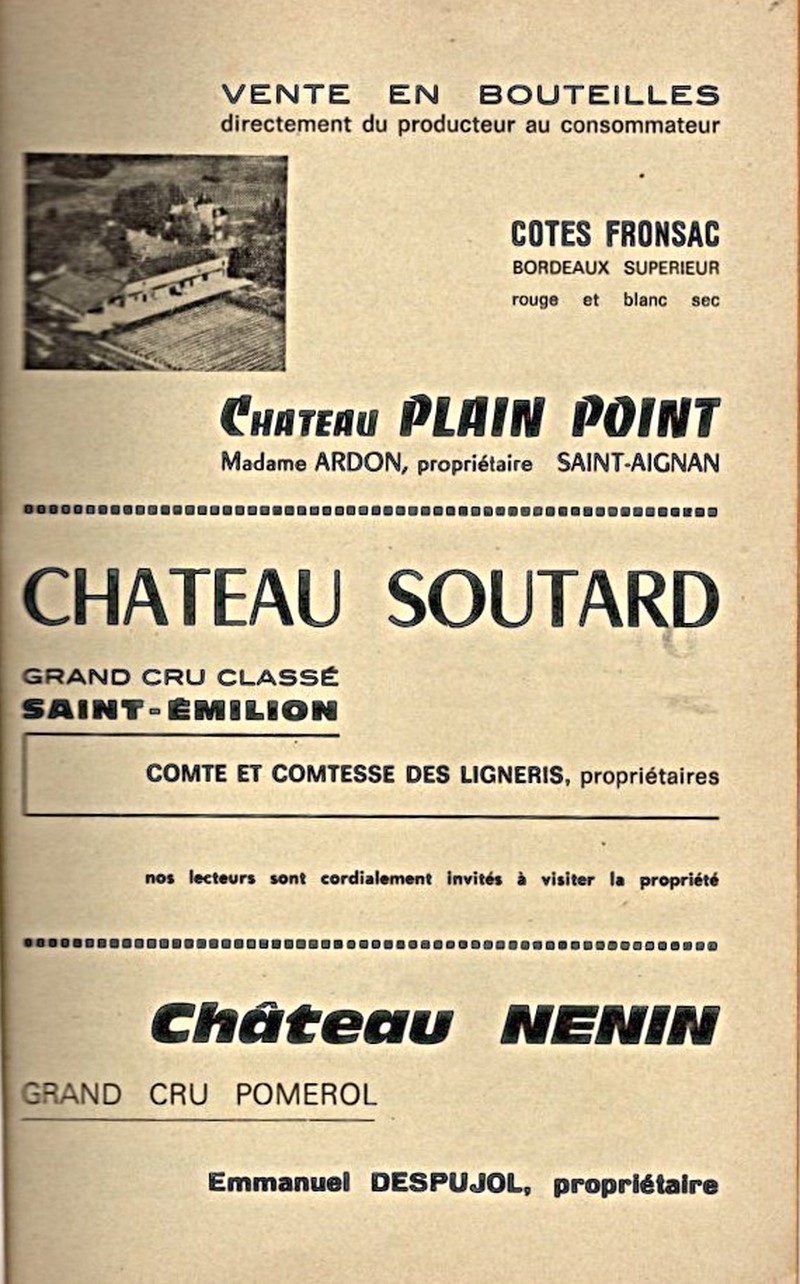 VENTE EN BOUTEILLES
directement du producteur au consommateur
COTES FRONSAC
BORDEAUX SUPERIEUR
rouge et blanc sec
CHATEAU PLAIN POINT
Madame ARDON, propriétaire SAINT-AIGNAN
CHATEAU SOUTARD
GRAND CRU CLASSÉ
SAINT-ÉMILION
COMTE ET COMTESSE DES LIGNERIS, propriétaires
nos lecteurs sont cordialement invités à visiter la propriété
Château NENIN
GRAND CRU POMEROL
Emmanuel DESPUJOL, propriétaire